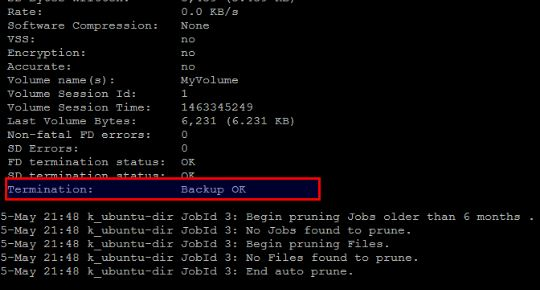 Rate: 0.0 KB/s
Software Compression: None
VSS: no
Encryption: no
Accurate: no
Volume name(s): MyVolume
Volume Session Id: 1
Volume Session Time: 1463345249
Last Volume Bytes: 6,231 (6.231 KB)
Non-fatal FD errors: 0
SD Errors: 0
FD termination status: OK
SD termination status: OK
Termination: Backup OK
5-May 21:48 k_ubuntu-dir JobId 3: Begin pruning Jobs older than 6 months .
5-May 21:48 k_ubuntu-dir JobId 3: No Jobs found to prune.
5-May 21:48 k_ubuntu-dir JobId 3: Begin pruning Files.
5-May 21:48 k_ubuntu-dir JobId 3: No Files found to prune.
5-May 21:48 k_ubuntu-dir JobId 3: End auto prune.